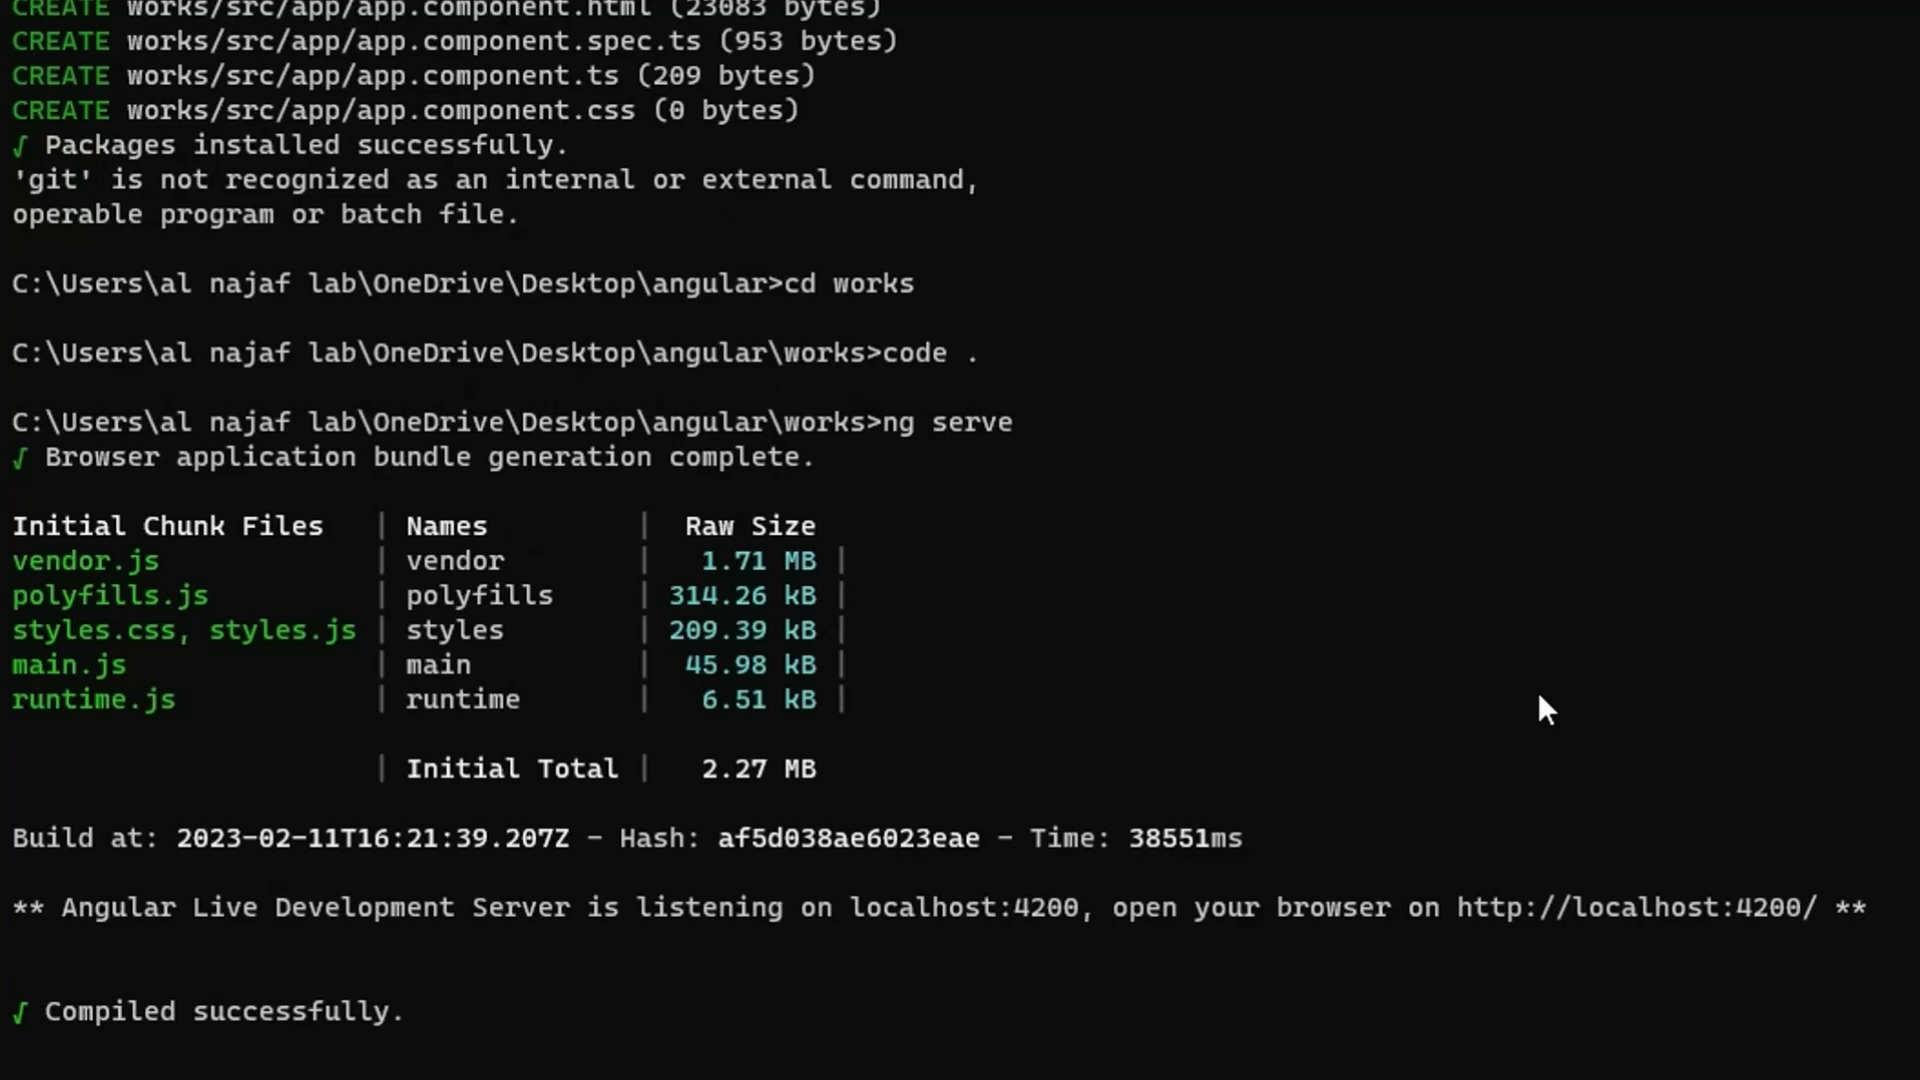 CREATE works/src/app/app.component.html (23083 bytes)
CREATE works/src/app/app.component.spec.ts (953 bytes)
CREATE works/src/app/app.component.ts (209 bytes)
CREATE works/src/app/app.component.css (0 bytes)
√ Packages installed successfully.
'git' is not recognized as an internal or external command,
operable program or batch file.
C:\Users\al najaf lab\OneDrive\Desktop\angular>cd works
C:\Users\al najaf lab\OneDrive\Desktop\angular\works>code .
C:\Users\al najaf lab\OneDrive\Desktop\angular\works>ng serve
√ Browser application bundle generation complete.
Initial Chunk Files | Names | Raw Size
vendor.js | vendor | 1.71 MB |
polyfills.js | polyfills | 314.26 kB |
styles.css, styles.js | styles | 209.39 kB |
main.js | main | 45.98 kB |
runtime.js | runtime | 6.51 kB |
| Initial Total | 2.27 MB
Build at: 2023-02-11T16:21:39.207Z - Hash: af5d038ae6023eae - Time: 38551ms
** Angular Live Development Server is listening on localhost:4200, open your browser on http://localhost:4200/ **
√ Compiled successfully.